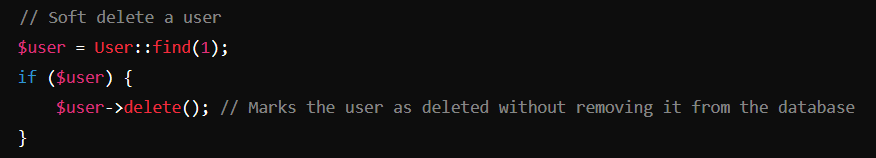 // Soft delete a user
$user = User::find(1);
if ($user) {
    $user->delete(); // Marks the user as deleted without removing it from the database
}